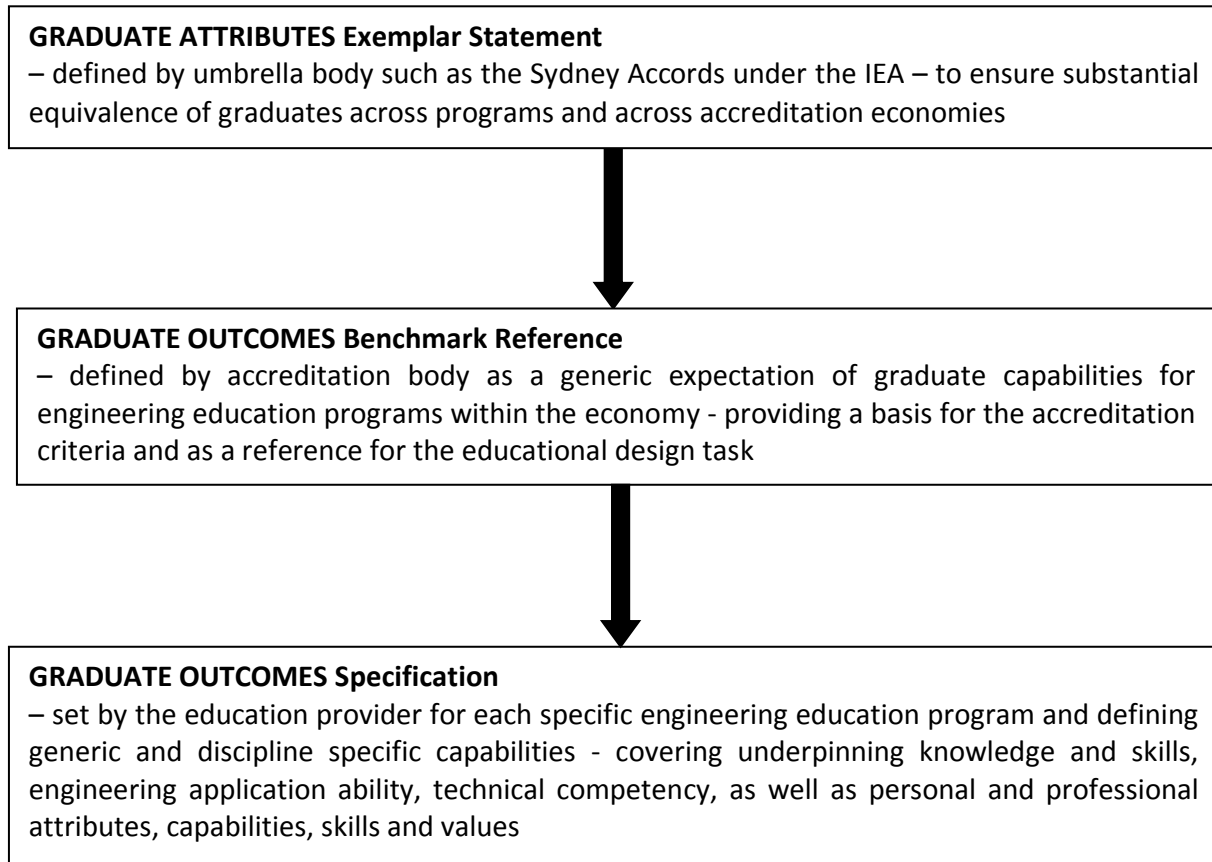 GRADUATE ATTRIBUTES Exemplar Statement
– defined by umbrella body such as the Sydney Accords under the IEA – to ensure substantial
equivalence of graduates across programs and across accreditation economies
GRADUATE OUTCOMES Benchmark Reference
– defined by accreditation body as a generic expectation of graduate capabilities for
engineering education programs within the economy - providing a basis for the accreditation
criteria and as a reference for the educational design task
GRADUATE OUTCOMES Specification
– set by the education provider for each specific engineering education program and defining
generic and discipline specific capabilities - covering underpinning knowledge and skills,
engineering application ability, technical competency, as well as personal and professional
attributes, capabilities, skills and values